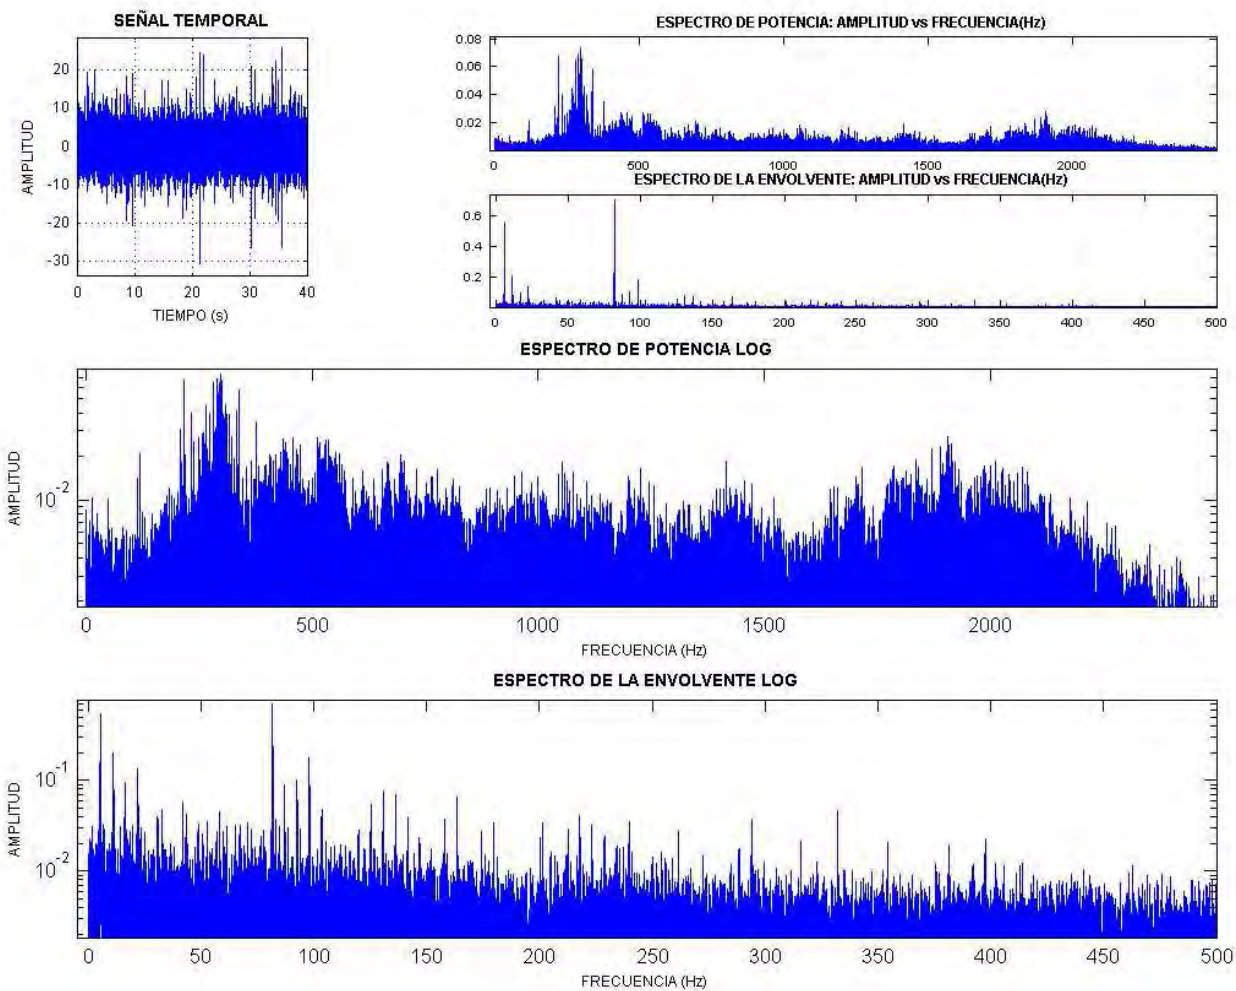 SEÑAL TEMPORAL
AMPLITUD
20
10
0
-10
-20
-30
0 10 20 30 40
TIEMPO (s)
ESPECTRO DE POTENCIA: AMPLITUD vs FRECUENCIA(Hz)
0.08
0.06
0.04
0.02
0 500 1000 1500 2000
ESPECTRO DE LA ENVOLVENTE: AMPLITUD vs FRECUENCIA(Hz)
0.6
0.4
0.2
0 50 100 150 200 250 300 350 400 450 500
ESPECTRO DE POTENCIA LOG
AMPLITUD
10-2
0 500 1000 1500 2000
FRECUENCIA (Hz)
ESPECTRO DE LA ENVOLVENTE LOG
AMPLITUD
10-1
10-2
0 50 100 150 200 250 300 350 400 450 500
FRECUENCIA (Hz)